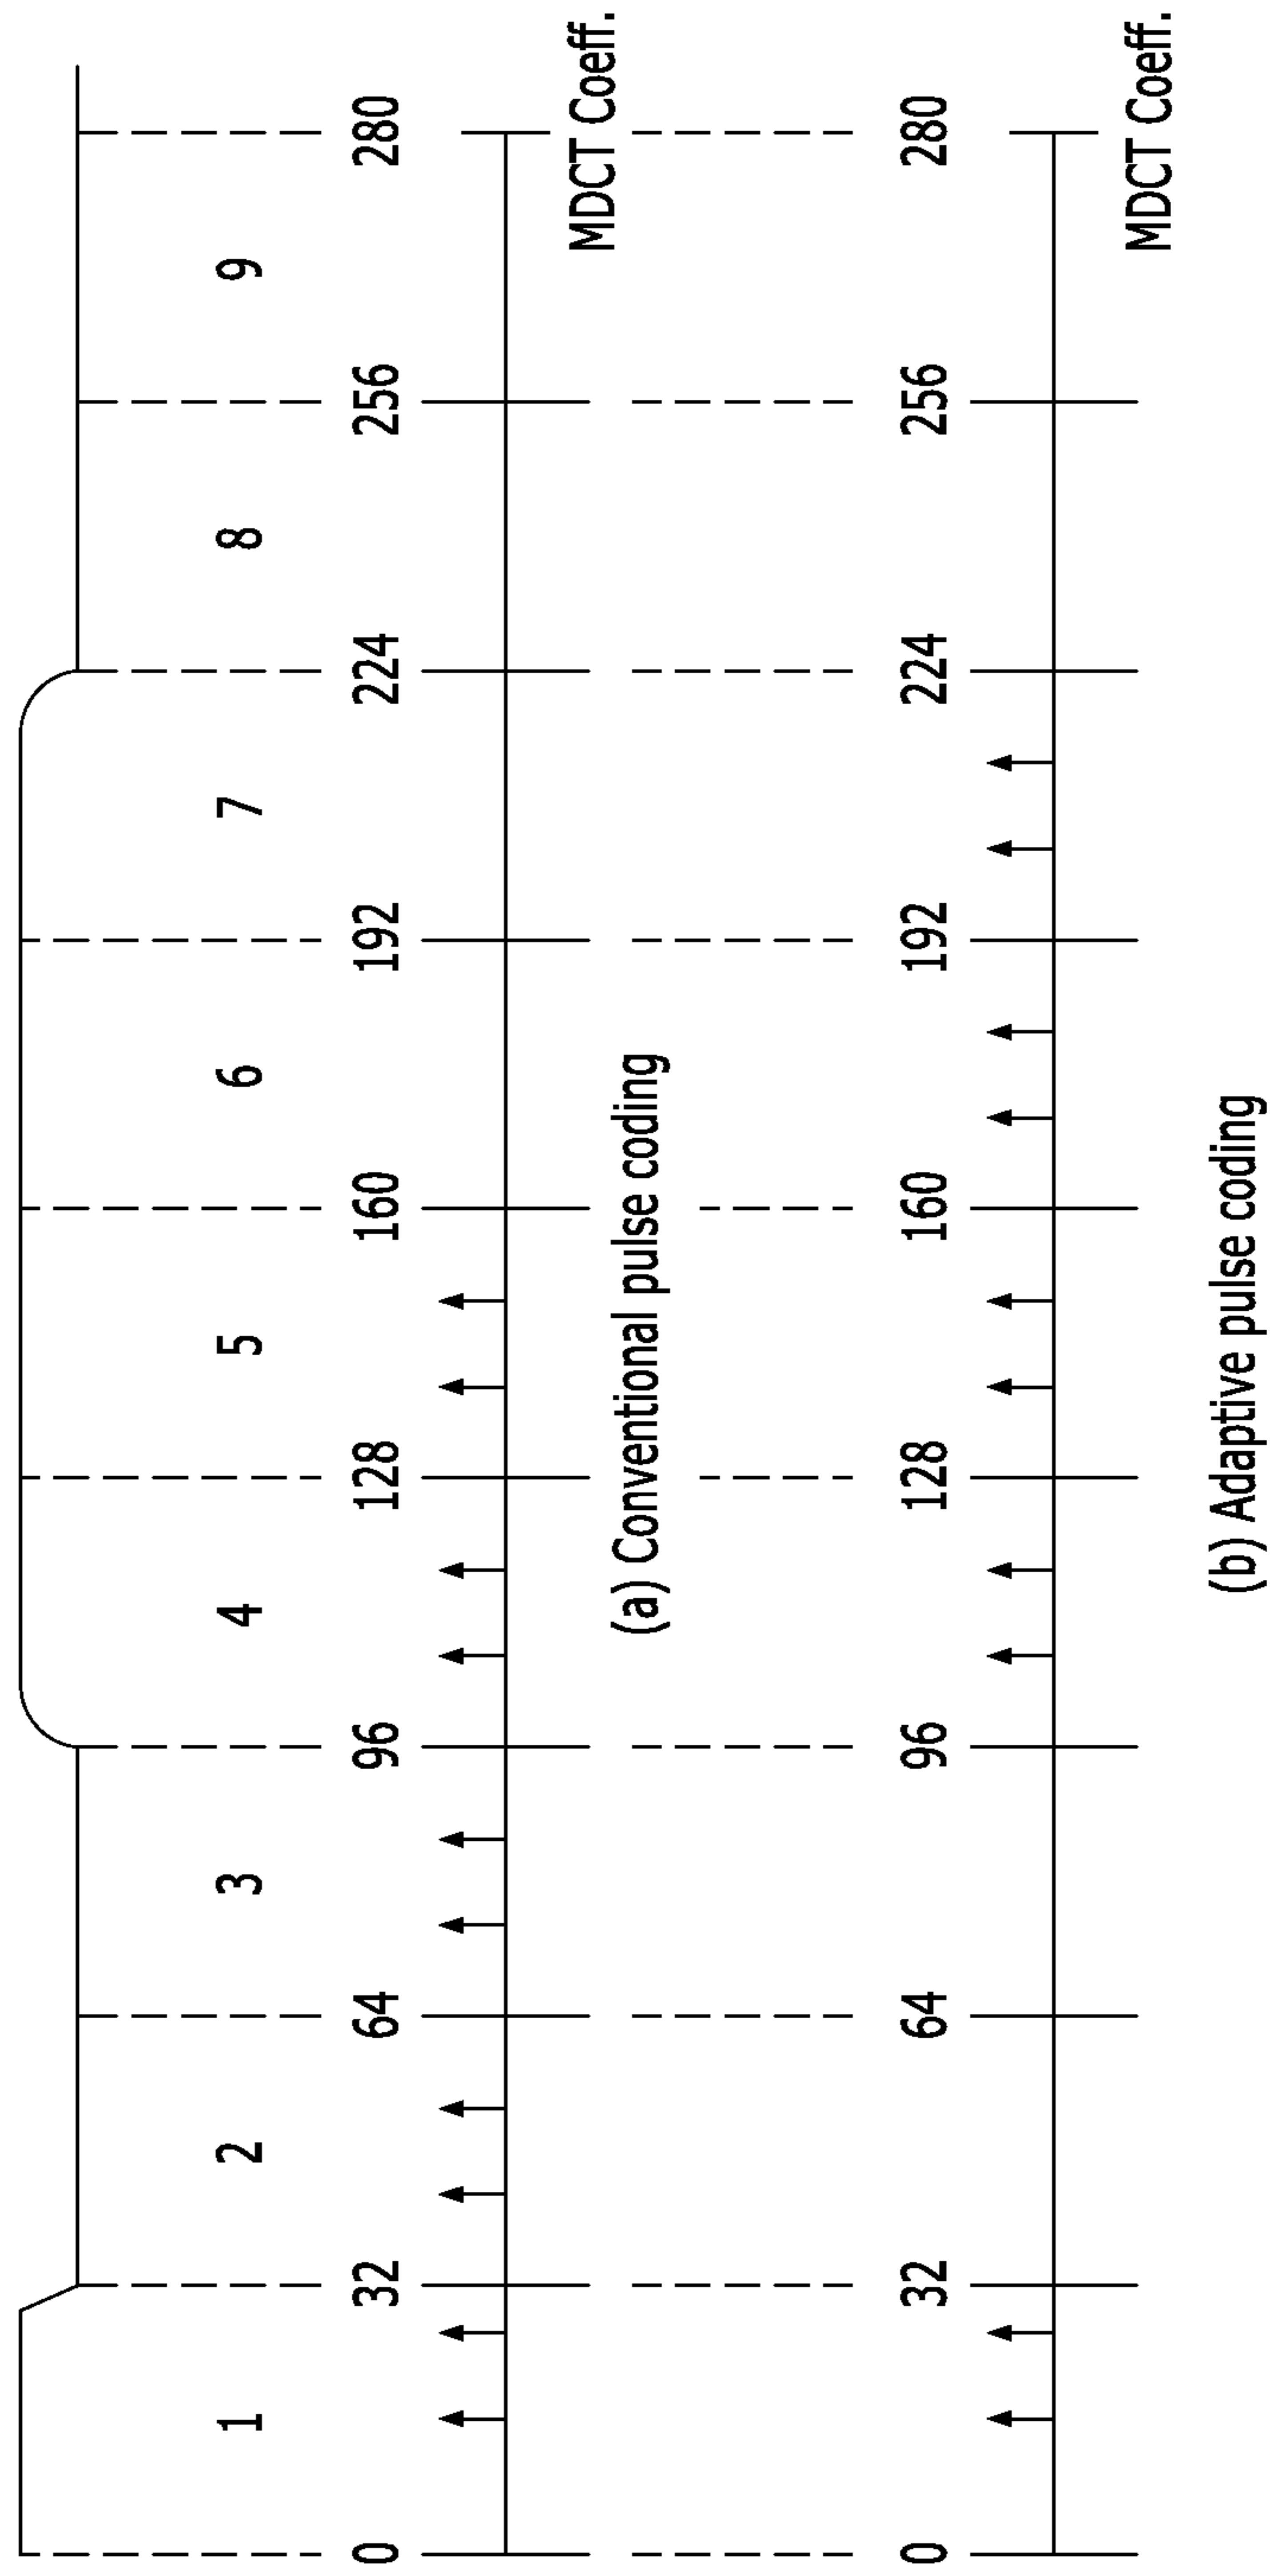 1 2 3 4 5 6 7 8 9
0 32 64 96 128 160 192 224 256 280
MDCT Coeff.
(a) Conventional pulse coding
0 32 64 96 128 160 192 224 256 280
MDCT Coeff.
(b) Adaptive pulse coding